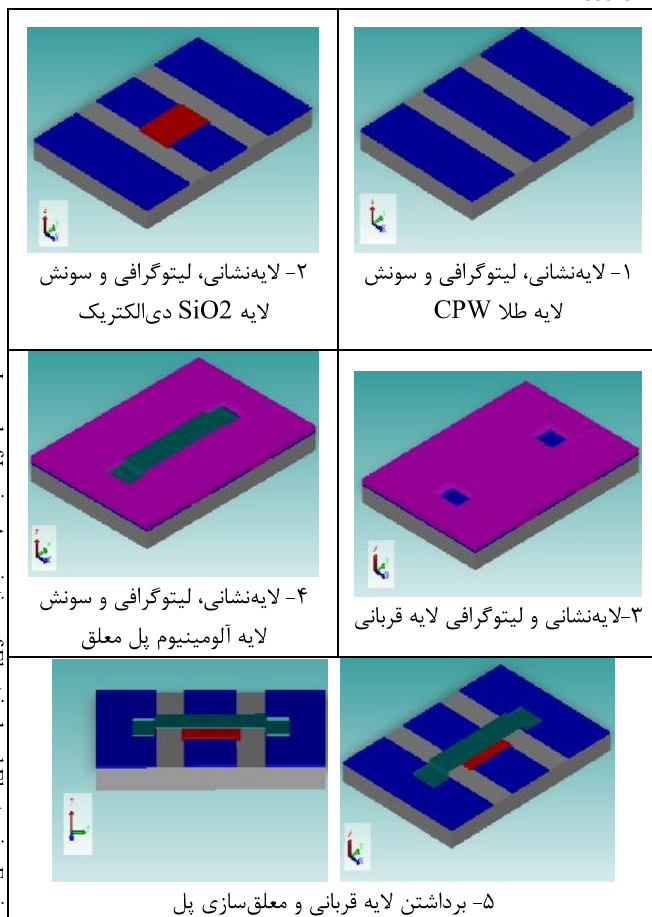 ۱- لایه‌نشانی، لیتوگرافی و سونش
لایه طلا CPW
۲- لایه‌نشانی، لیتوگرافی و سونش
لایه SiO2 دی‌الکتریک
۳-لایه‌نشانی و لیتوگرافی لایه قربانی
۴- لایه‌نشانی، لیتوگرافی و سونش
لایه آلومینیوم پل معلق
۵- برداشتن لایه قربانی و معلق‌سازی پل